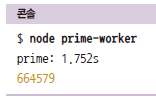 콘솔
$ node prime-worker
prime: 1.752s
664579